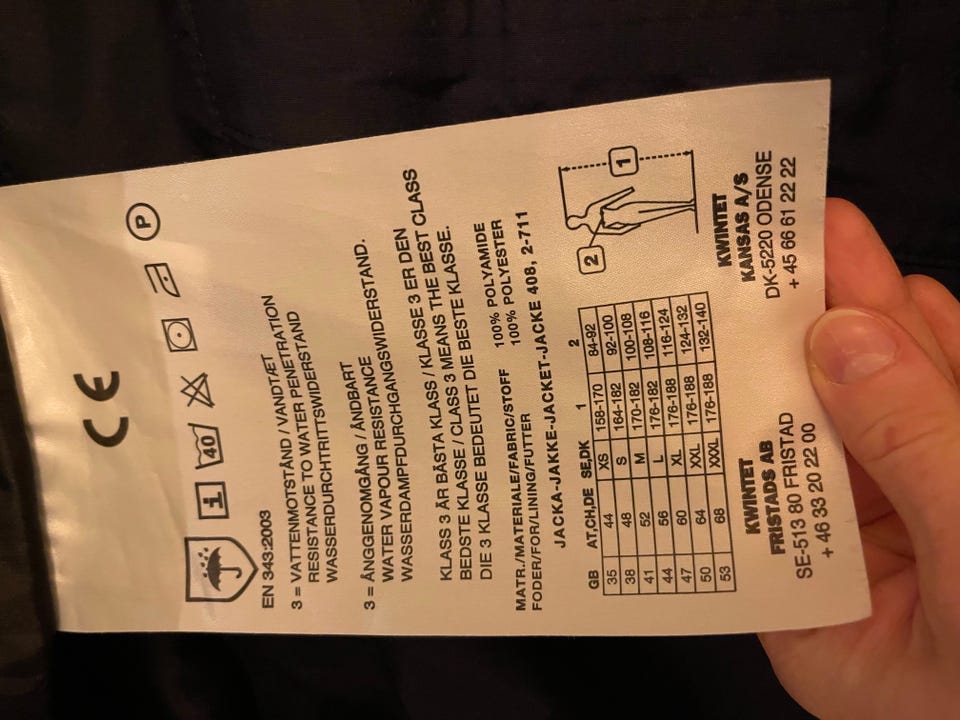 CE
i 40 P
EN 343:2003
3 = VATTENMOTSTÅND / VANDTÆT
RESISTANCE TO WATER PENETRATION
WASSERDURCHTRITTSWIDERSTAND
3 = ÅNGGENOMGÅNG / ÅNDBART
WATER VAPOUR RESISTANCE
WASSERDAMPFDURCHGANGSWIDERSTAND.
KLASS 3 ÄR BÄSTA KLASS / KLASSE 3 ER DEN
BEDSTE KLASSE / CLASS 3 MEANS THE BEST CLASS
DIE 3 KLASSE BEDEUTET DIE BESTE KLASSE.
MATR./MATERIALE/FABRIC/STOFF 100% POLYAMIDE
FODER/FOR/LINING/FUTTER 100% POLYESTER
JACKA-JAKKE-JACKET-JACKE 408, 2-711
GB AT,CH,DE SE,DK 1 2
35 44 XS 158-170 84-92
38 48 S 164-182 92-100
41 52 M 170-182 100-108
44 56 L 176-182 108-116
47 60 XL 176-188 116-124
50 64 XXL 176-188 124-132
53 68 XXXL 176-188 132-140
2 1
KWINTET
FRISTADS AB
SE-513 80 FRISTAD
+ 46 33 20 22 00
KWINTET
KANSAS A/S
DK-5220 ODENSE
+ 45 66 61 22 22